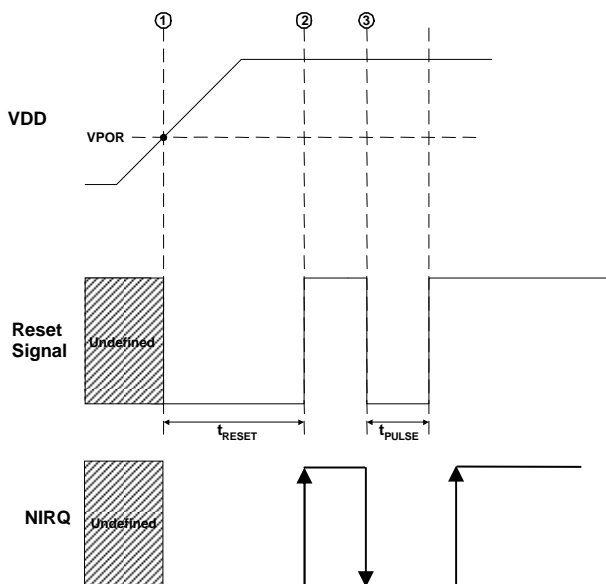 1 2 3
VDD
VPOR
Reset
Signal
Undefined
tRESET
tPULSE
NIRQ
Undefined